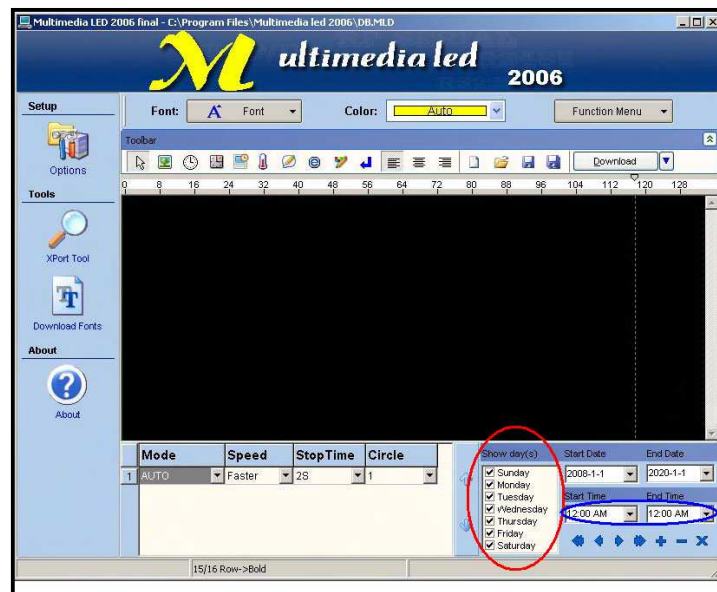 Multimedia LED 2006 final - C:\Program Files\Multimedia led 2006\DB.MLD
Multimedia led
2006
Setup
Font: A Font Color: Auto Function Menu
Toolbar
Options
Download
Tools
0 8 16 24 32 40 48 56 64 72 80 88 96 104 112 120 128
XPort Tool
Download Fonts
About
About
Mode Speed StopTime Circle
1 AUTO Faster 2S 1
Show day(s) Start Date End Date
Sunday 2008-1-1 2020-1-1
Monday
Tuesday Start Time End Time
Wednesday 12:00 AM 12:00 AM
Thursday
Friday
Saturday
15/16 Row->Bold